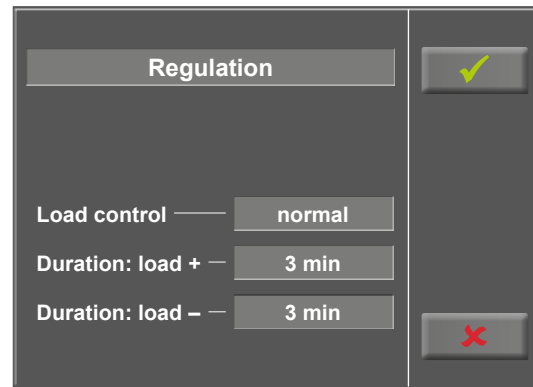 Regulation
Load control normal
Duration: load + 3 min
Duration: load – 3 min